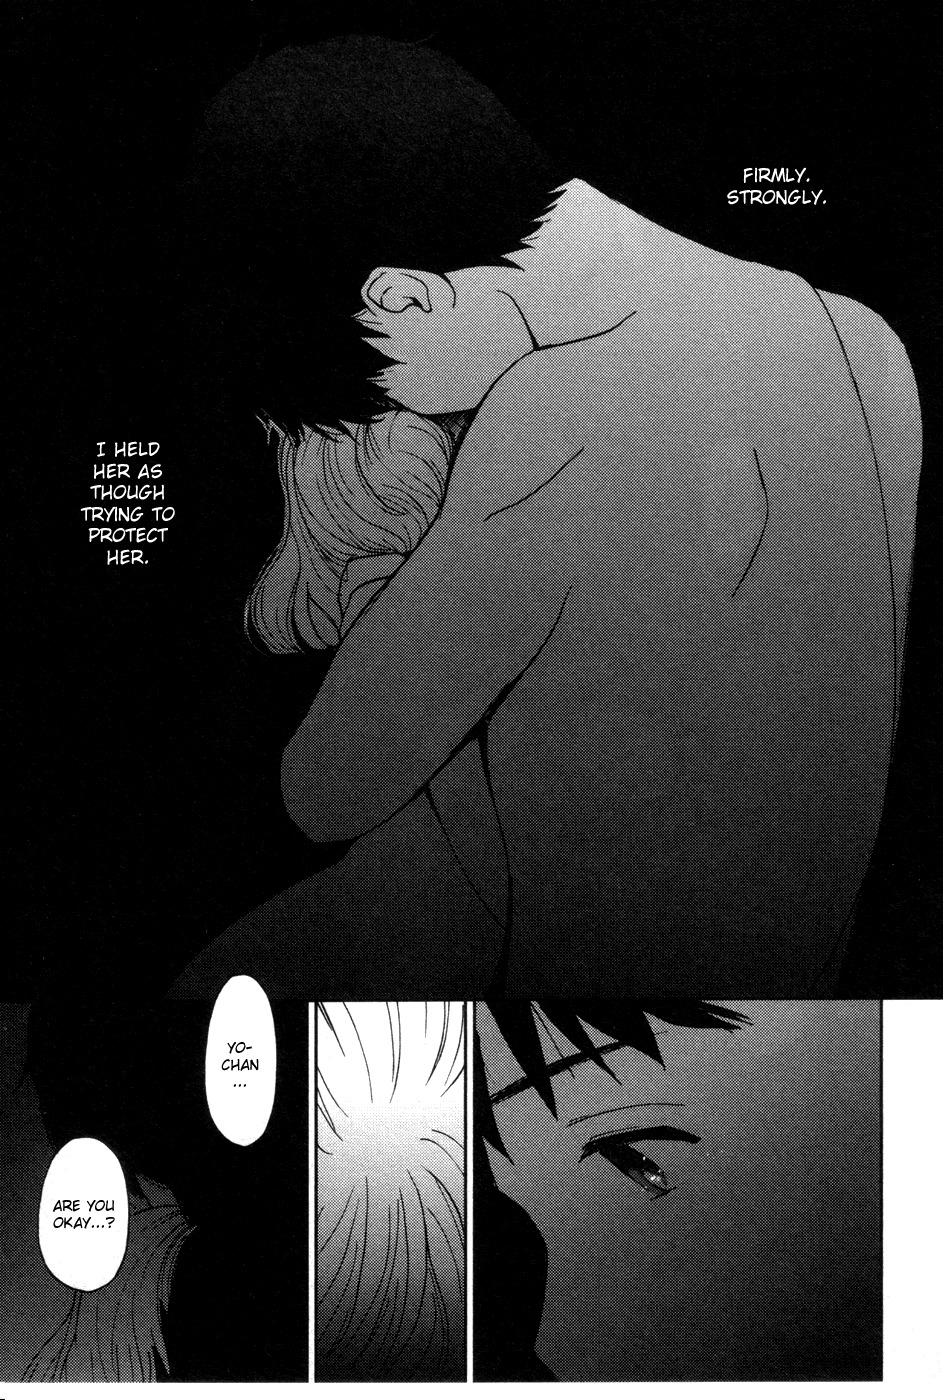 FIRMLY.
STRONGLY.
I HELD
HER AS
THOUGH
TRYING TO
PROTECT
HER.
YO-
CHAN
...
ARE YOU
OKAY...?